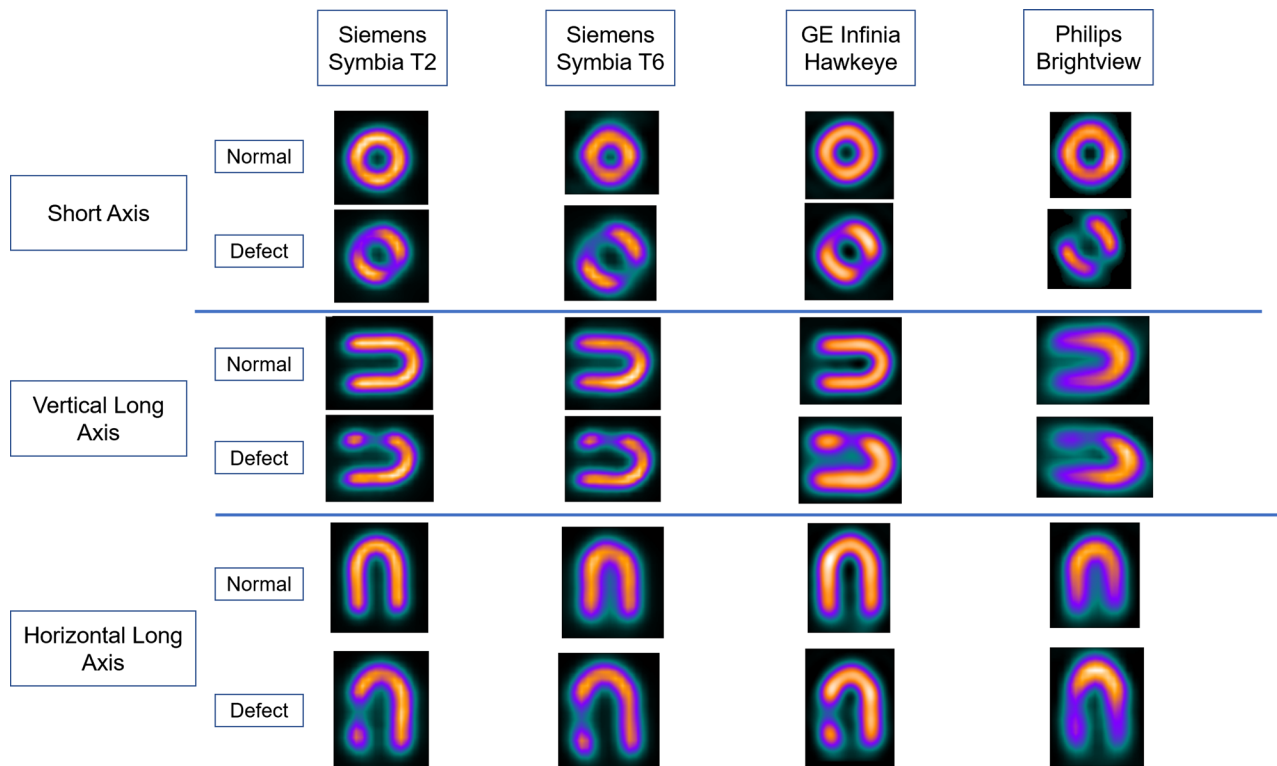 Siemens
Symbia T2
Siemens
Symbia T6
GE Infinia
Hawkeye
Philips
Brightview
Short Axis
Normal
Defect
Vertical Long
Axis
Normal
Defect
Horizontal Long
Axis
Normal
Defect